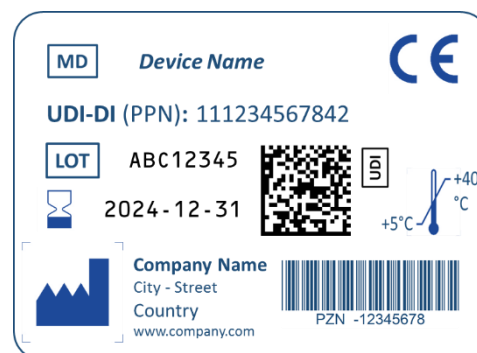 MD Device Name CE
UDI-DI (PPN): 111234567842
LOT ABC12345
UDI
2024-12-31
+40
°C
+5°C
Company Name
City - Street
Country
www.company.com
PZN -12345678